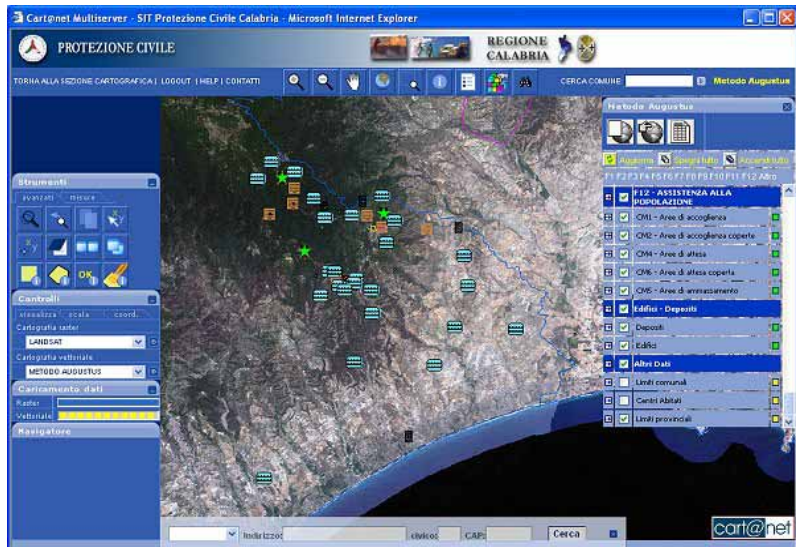 Cart@net Multiserver - SIT Protezione Civile Calabria - Microsoft Internet Explorer
PROTEZIONE CIVILE
REGIONE CALABRIA
TORNA ALLA SEZIONE CARTOGRAFICA | LOGOUT | HELP | CONTATTI
CERCA COMUNE
Metodo Augustus
Metodo Augustus
Aggiorna Spegni tutto Accendi tutto
F1 F2 F3 F4 F5 F6 F7 F8 F9 F10 F11 F12 Altro
F12 - ASSISTENZA ALLA
POPOLAZIONE
CM1 - Aree di accoglienza
CM2 - Aree di accoglienza coperte
CM4 - Aree di attesa
CM6 - Aree di attesa coperta
CM5 - Aree di ammassamento
Edifici - Depositi
Depositi
Edifici
Altri Dati
Limiti comunali
Centri Abitati
Limiti provinciali
Strumenti
avanzati misure
OK
Controlli
visualizza scala coord.
Cartografia raster
LANDSAT
Cartografia vettoriale
METODO AUGUSTUS
Caricamento dati
Raster
Vettoriale
Navigatore
Indirizzo: civico: CAP: Cerca
cart@net